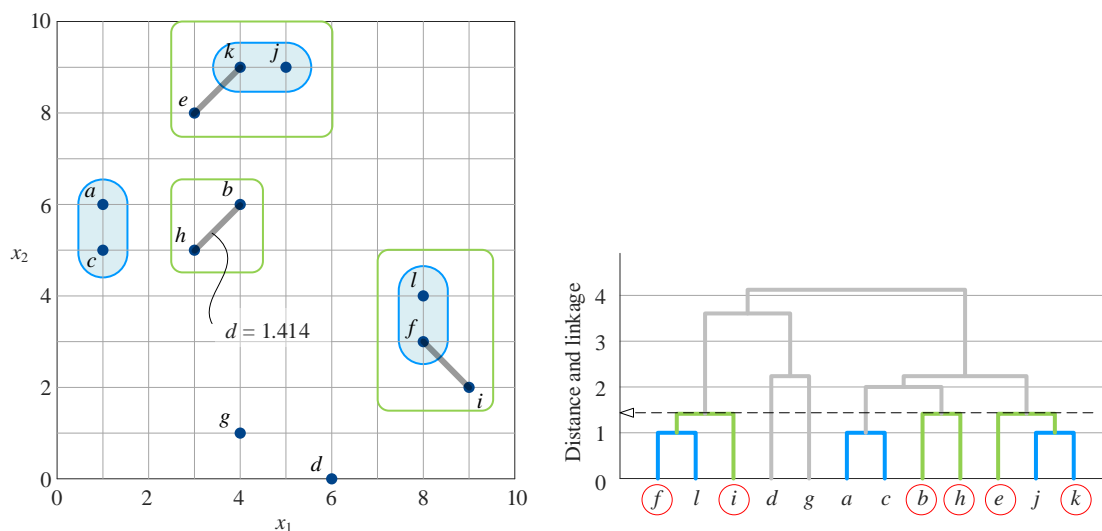 10
8
6
4
2
0
x2
0 2 4 6 8 10
x1
k j
e
a b
h
c
l
f
i
d = 1.414
g
d
Distance and linkage
4
3
2
1
0
f l i d g a c b h e j k